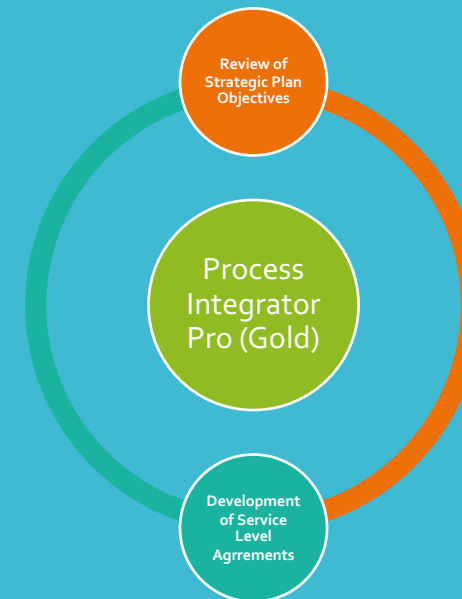 Review of
Strategic Plan
Objectives
Process
Integrator
Pro (Gold)
Development
of Service
Level
Agrrements